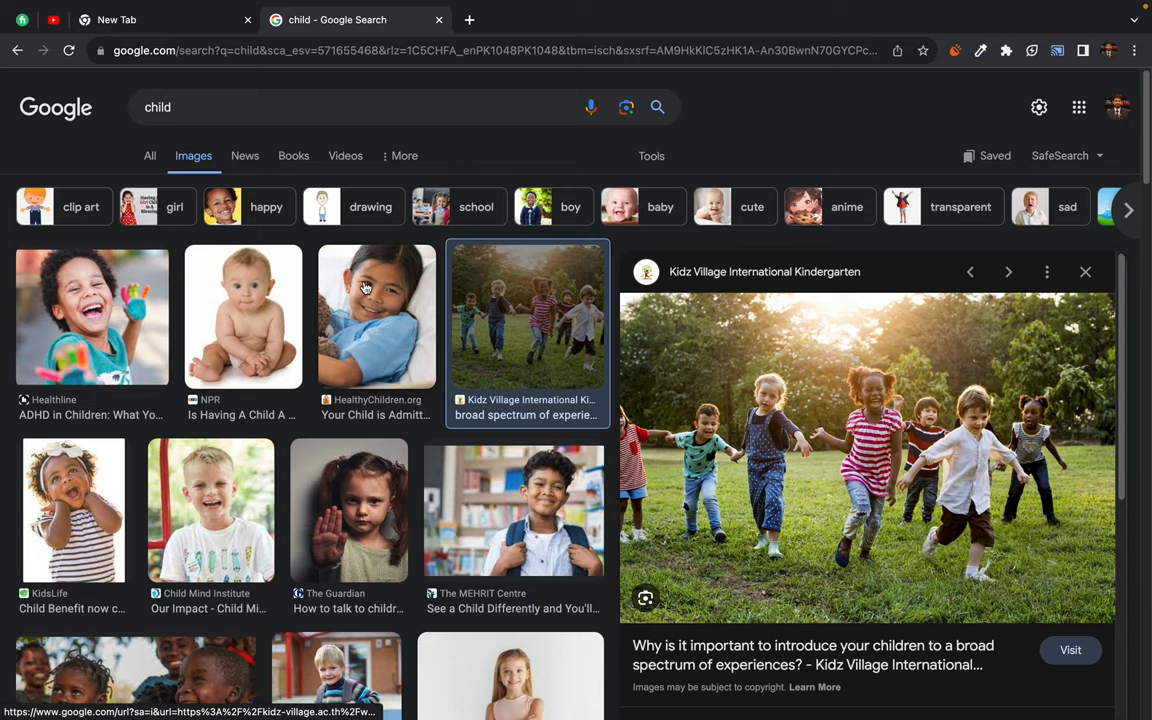 New Tab
child - Google Search
google.com/search?q=child&sca_esv=571655468&rlz=1C5CHFA_enPK1048PK1048&tbm=isch&sxsrf=AM9HkKlC5zHK1A-An30BwnN70GYCPc...
Google
child
All
Images
News
Books
Videos
More
Tools
Saved
SafeSearch
clip art
girl
happy
drawing
school
boy
baby
cute
anime
transparent
sad
Kidz Village International Kindergarten
Healthline
ADHD in Children: What Yo...
NPR
Is Having A Child A ...
HealthyChildren.org
Your Child is Admitt...
Kidz Village International Ki...
broad spectrum of experie...
KidsLife
Child Benefit now c...
Child Mind Institute
Our Impact - Child Mi...
The Guardian
How to talk to childr...
The MEHRIT Centre
See a Child Differently and You'll...
Why is it important to introduce your children to a broad
spectrum of experiences? - Kidz Village International...
Visit
Images may be subject to copyright. Learn More
https://www.google.com/url?sa=i&url=https%3A%2F%2Fkidz-village.ac.th%2Fw...